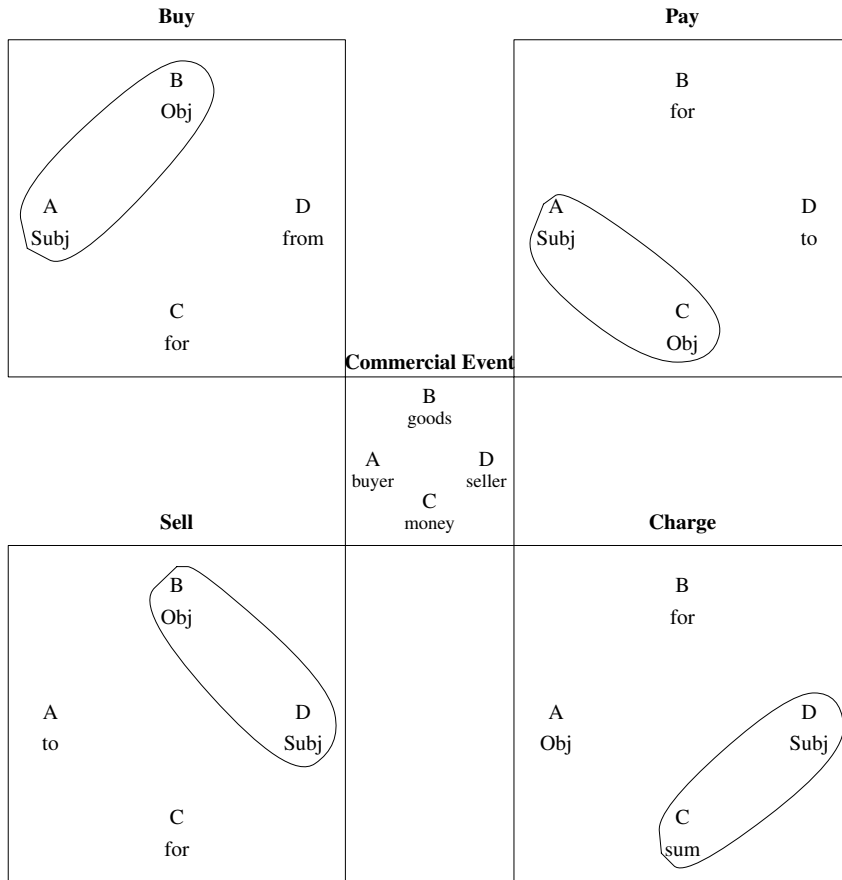 Buy
B
Obj
A
D
Subj
from
C
for
Pay
B
for
A
D
Subj
to
C
Obj
Commercial Event
B
goods
A
D
buyer
seller
C
money
Sell
B
Obj
A
D
to
Subj
C
for
Charge
B
for
A
D
Obj
Subj
C
sum